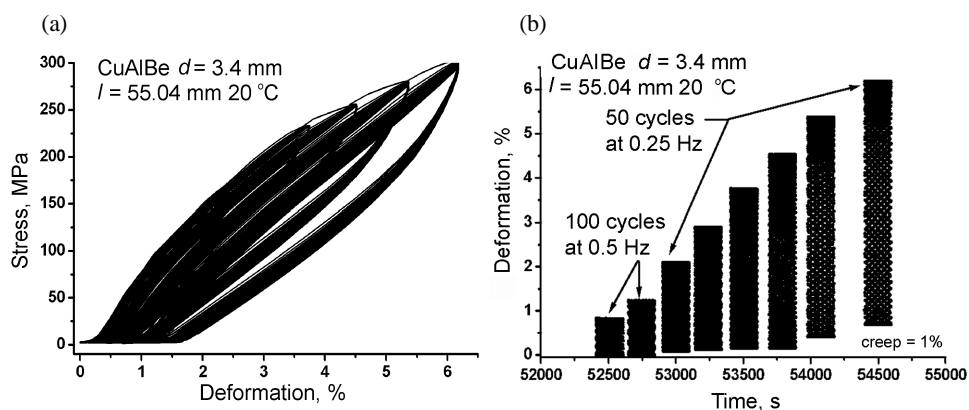 (a)
CuAlBe d = 3.4 mm
l = 55.04 mm 20 °C
Stress, MPa
300
250
200
150
100
50
0
0 1 2 3 4 5 6
Deformation, %
(b)
CuAlBe d = 3.4 mm
l = 55.04 mm 20 °C
50 cycles
at 0.25 Hz
100 cycles
at 0.5 Hz
creep = 1%
Deformation, %
6
5
4
3
2
1
0
52000 52500 53000 53500 54000 54500 55000
Time, s